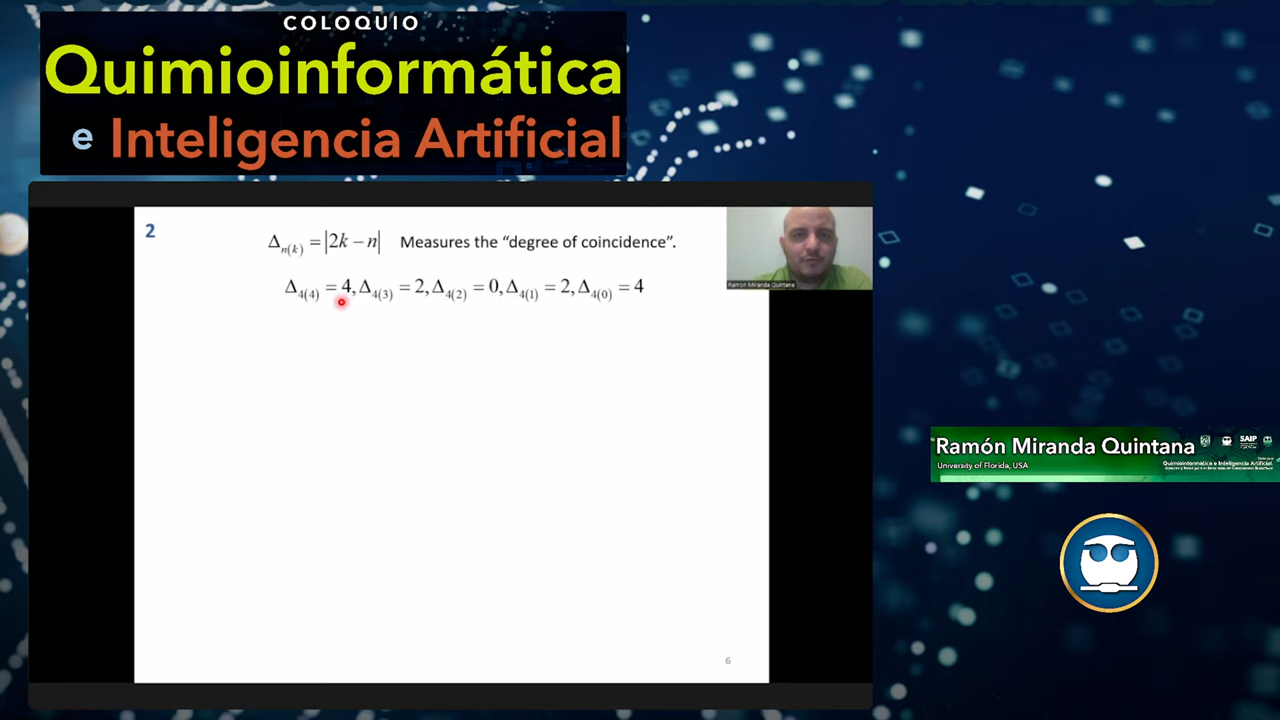 COLOQUIO
Quimioinformática
e Inteligencia Artificial
2
Δn(k) = |2k − n| Measures the “degree of coincidence”.
Δ4(4) = 4, Δ4(3) = 2, Δ4(2) = 0, Δ4(1) = 2, Δ4(0) = 4
Ramón Miranda Quintana
6
Ramón Miranda Quintana
University of Florida, USA
SAIP
Quimioinformática e Inteligencia Artificial